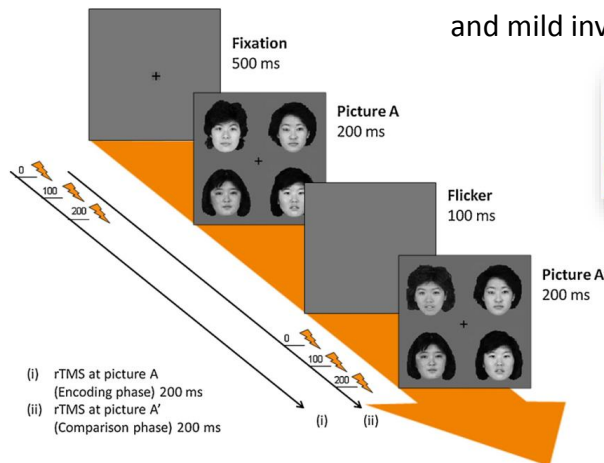 and mild inv
Fixation
500 ms
Picture A
200 ms
Flicker
100 ms
Picture A
200 ms
0
100
200
0
100
200
(i) rTMS at picture A
(Encoding phase) 200 ms
(ii) rTMS at picture A'
(Comparison phase) 200 ms
(i)
(ii)